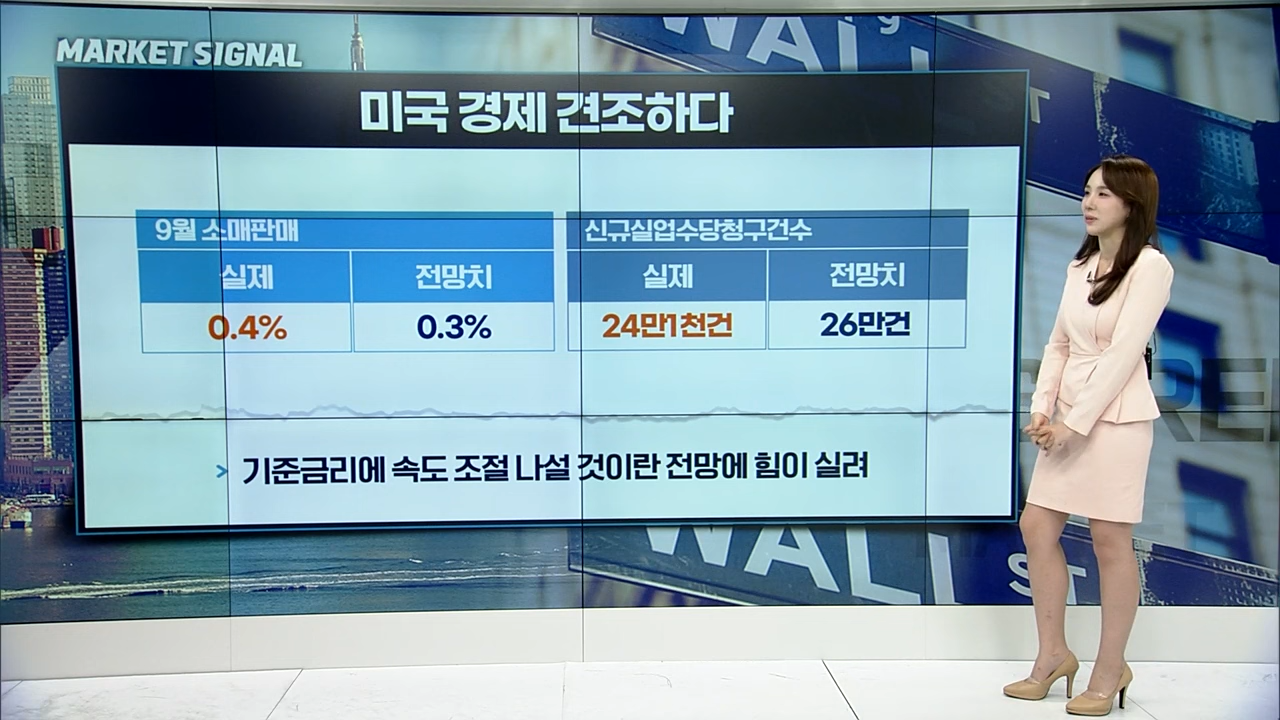 MARKET SIGNAL
미국 경제 견조하다
9월 소매판매
신규실업수당청구건수
실제
전망치
실제
전망치
0.4%
0.3%
24만1천건
26만건
> 기준금리에 속도 조절 나설 것이란 전망에 힘이 실려
WALL
WALL
ST